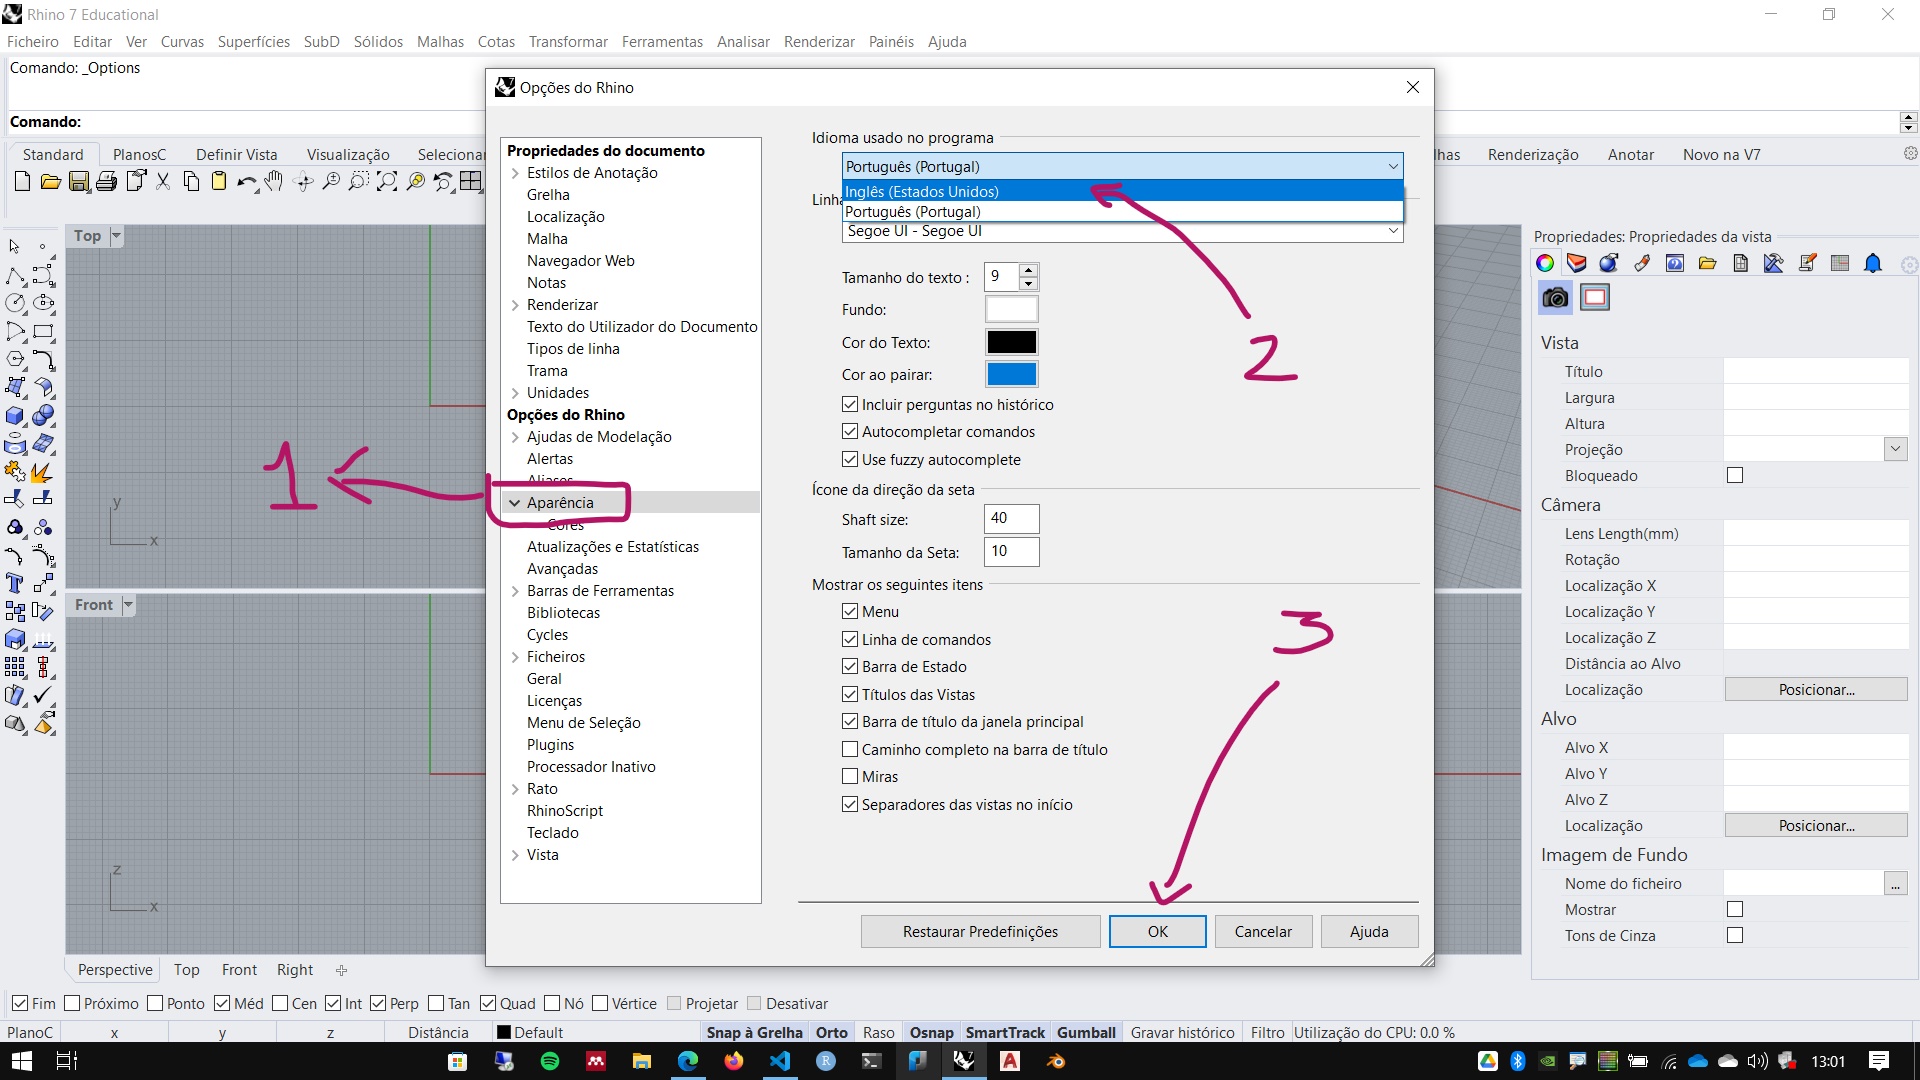 Rhino 7 Educational
Ficheiro Editar Ver Curvas Superfícies SubD Sólidos Malhas Cotas Transformar Ferramentas Analisar Renderizar Painéis Ajuda
Comando: _Options
Comando:
Standard PlanosC Definir Vista Visualização Selecionar lhas Renderização Anotar Novo na V7
Opções do Rhino
Propriedades do documento
Estilos de Anotação
Grelha
Localização
Malha
Navegador Web
Notas
Renderizar
Texto do Utilizador do Documento
Tipos de linha
Trama
Unidades
Opções do Rhino
Ajudas de Modelação
Alertas
Aliases
Aparência
Cores
Atualizações e Estatísticas
Avançadas
Barras de Ferramentas
Bibliotecas
Cycles
Ficheiros
Geral
Licenças
Menu de Seleção
Plugins
Processador Inativo
Rato
RhinoScript
Teclado
Vista
Idioma usado no programa
Português (Portugal)
Inglês (Estados Unidos)
Português (Portugal)
Linha
Segoe UI - Segoe UI
Tamanho do texto : 9
Fundo:
Cor do Texto:
Cor ao pairar:
Incluir perguntas no histórico
Autocompletar comandos
Use fuzzy autocomplete
Ícone da direção da seta
Shaft size: 40
Tamanho da Seta: 10
Mostrar os seguintes itens
Menu
Linha de comandos
Barra de Estado
Títulos das Vistas
Barra de título da janela principal
Caminho completo na barra de título
Miras
Separadores das vistas no início
Restaurar Predefinições OK Cancelar Ajuda
1
2
3
Top
y
x
Front
z
x
Propriedades: Propriedades da vista
Vista
Título
Largura
Altura
Projeção
Bloqueado
Câmera
Lens Length(mm)
Rotação
Localização X
Localização Y
Localização Z
Distância ao Alvo
Localização Posicionar...
Alvo
Alvo X
Alvo Y
Alvo Z
Localização Posicionar...
Imagem de Fundo
Nome do ficheiro ...
Mostrar
Tons de Cinza
Perspective Top Front Right
Fim Próximo Ponto Méd Cen Int Perp Tan Quad Nó Vértice Projetar Desativar
PlanoC x y z Distância Default Snap à Grelha Orto Raso Osnap SmartTrack Gumball Gravar histórico Filtro Utilização do CPU: 0.0 %
13:01